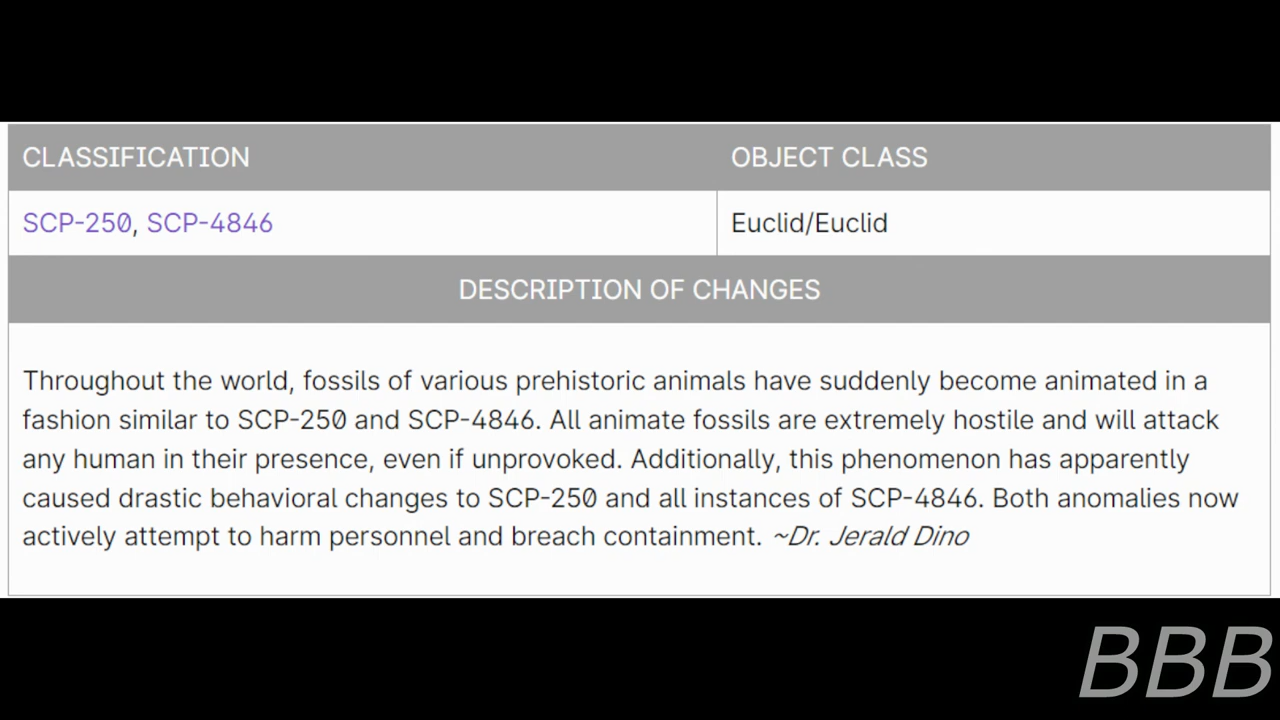 CLASSIFICATION OBJECT CLASS
SCP-250, SCP-4846 Euclid/Euclid
DESCRIPTION OF CHANGES
Throughout the world, fossils of various prehistoric animals have suddenly become animated in a
fashion similar to SCP-250 and SCP-4846. All animate fossils are extremely hostile and will attack
any human in their presence, even if unprovoked. Additionally, this phenomenon has apparently
caused drastic behavioral changes to SCP-250 and all instances of SCP-4846. Both anomalies now
actively attempt to harm personnel and breach containment. ~Dr. Jerald Dino
BBB